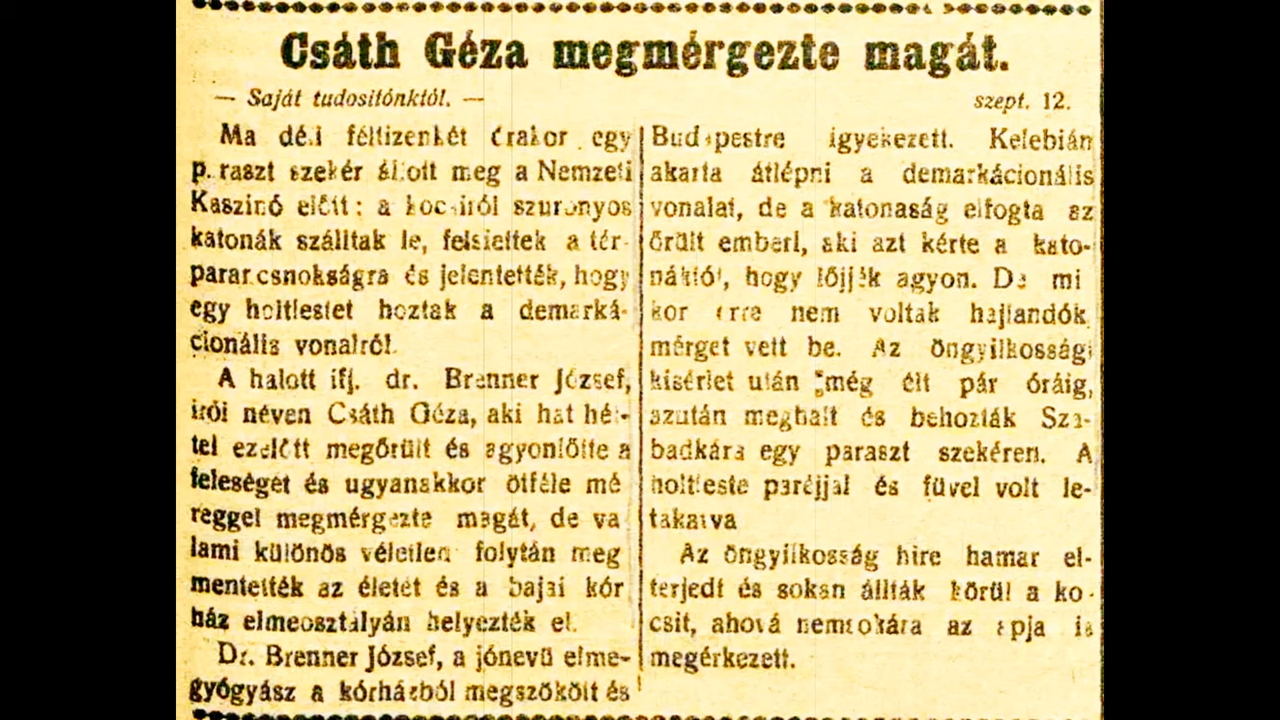 Csáth Géza megmérgezte magát.
— Saját tudositónktól. —
szept. 12.
Ma déli féltizenkét órakor egy
paraszt szekér állott meg a Nemzeti
Kaszinó előtt: a kocsiról szuronyos
katonák szálltak le, felsiettek a tér-
parancsnokságra és jelentették, hogy
egy holttestet hoztak a demarká-
cionális vonalról.
A halott ifj. dr. Brenner József,
irói néven Csáth Géza, aki hat hé-
tel ezelőtt megőrült és agyonlőtte a
feleségét és ugyanakkor ötféle mé
reggel megmérgezte magát, de va
lami különös véletlen folytán meg
mentették az életét és a bajai kór
ház elmeosztályán helyezték el.
Dr. Brenner József, a jónevű elme-
gyógyász a kórházból megszökött és
Budapestre igyekezett. Kelebián
akarta átlépni a demarkácionális
vonalat, de a katonaság elfogta az
őrült embert, aki azt kérte a kato-
náktól, hogy lőjjék agyon. De mi
kor erre nem voltak hajlandók
mérget vett be. Az öngyilkossági
kisérlet után még élt pár óráig,
azután meghalt és behozták Sza-
badkára egy paraszt szekéren. A
holtteste paréjjal és füvel volt le-
takarva
Az öngyilkosság hire hamar el-
terjedt és sokan állták körül a ko-
csit, ahová nemsokára az apja is
megérkezett.